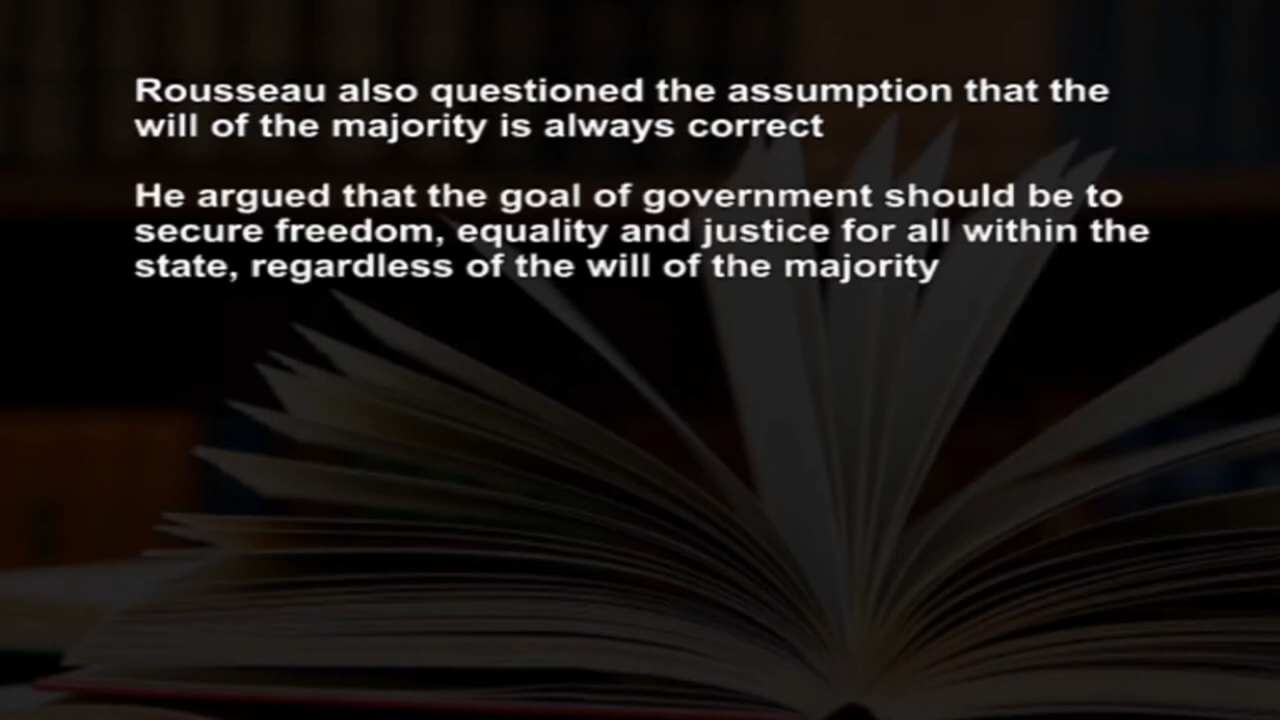 Rousseau also questioned the assumption that the
will of the majority is always correct
He argued that the goal of government should be to
secure freedom, equality and justice for all within the
state, regardless of the will of the majority